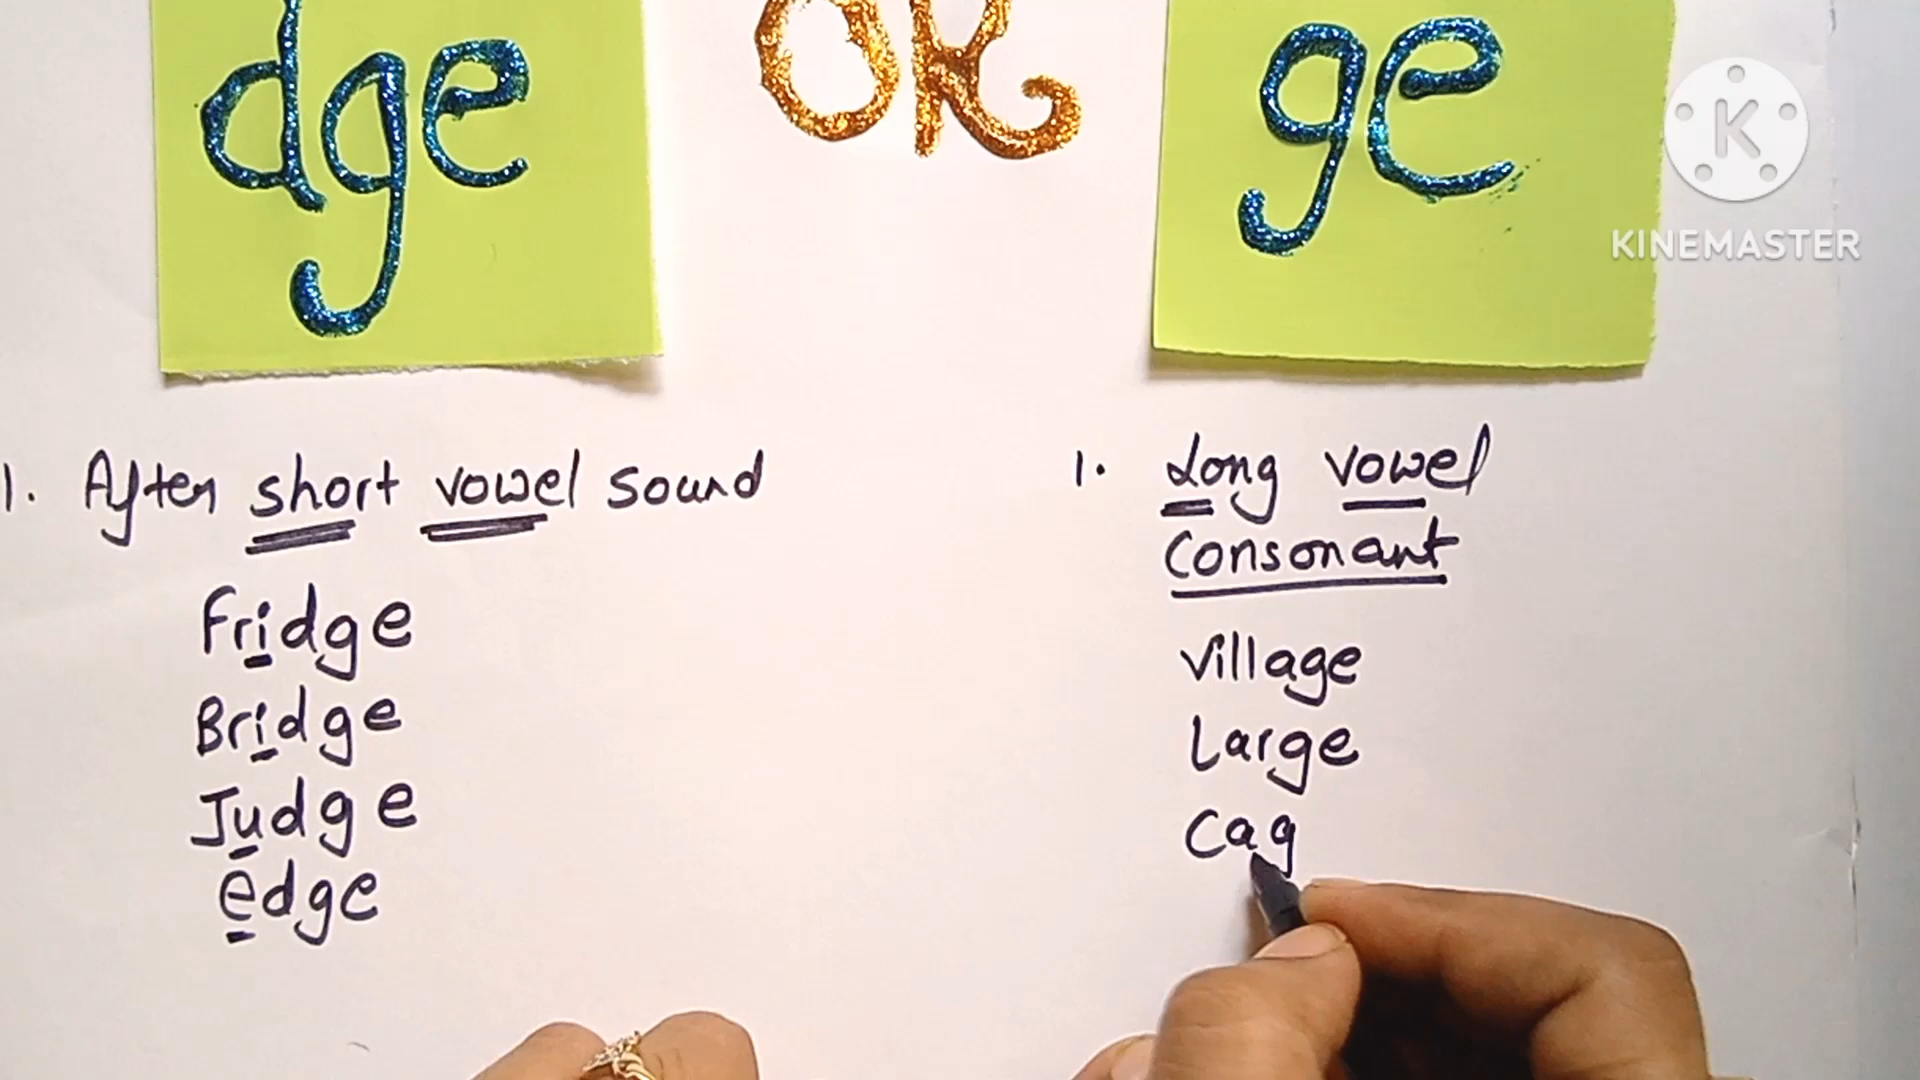 dge OR ge
K
KINEMASTER
1. After short vowel sound
Fridge
Bridge
Judge
edge
1. Long vowel
Consonant
Village
Large
Cag